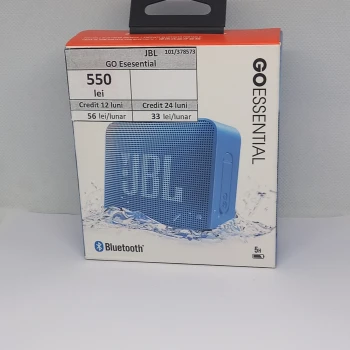 JBL 101/378573
GO Esesential
550
lei
Credit 12 luni Credit 24 luni
56 lei/lunar 33 lei/lunar
GO ESSENTIAL
JBL
Bluetooth®
5H